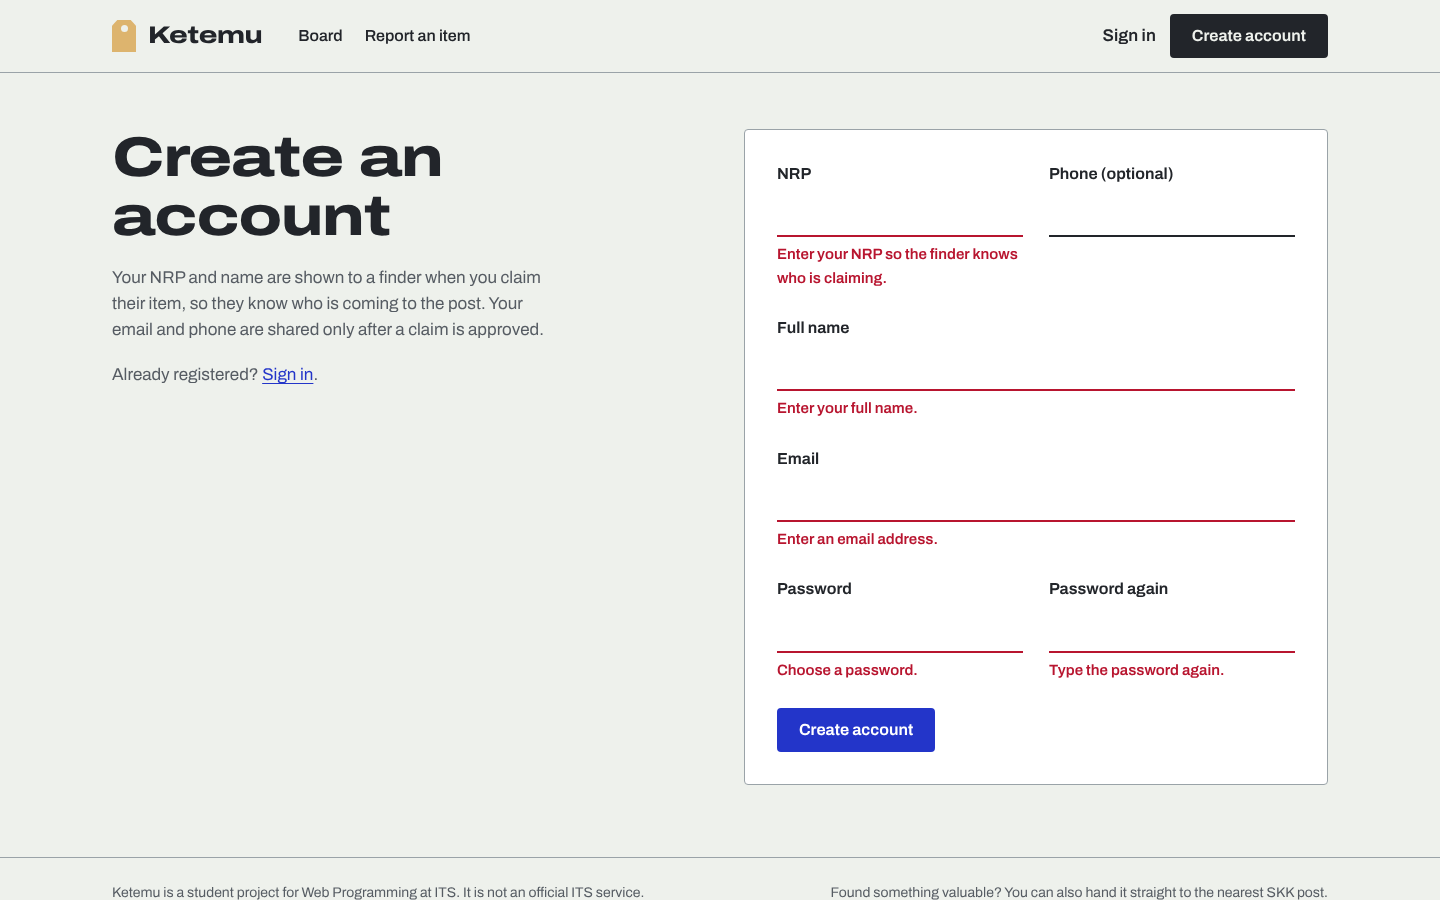 Ketemu
Board
Report an item
Sign in
Create account
Create an
account
Your NRP and name are shown to a finder when you claim
their item, so they know who is coming to the post. Your
email and phone are shared only after a claim is approved.
Already registered? Sign in.
NRP
Phone (optional)
Enter your NRP so the finder knows
who is claiming.
Full name
Enter your full name.
Email
Enter an email address.
Password
Password again
Choose a password.
Type the password again.
Create account
Ketemu is a student project for Web Programming at ITS. It is not an official ITS service.
Found something valuable? You can also hand it straight to the nearest SKK post.